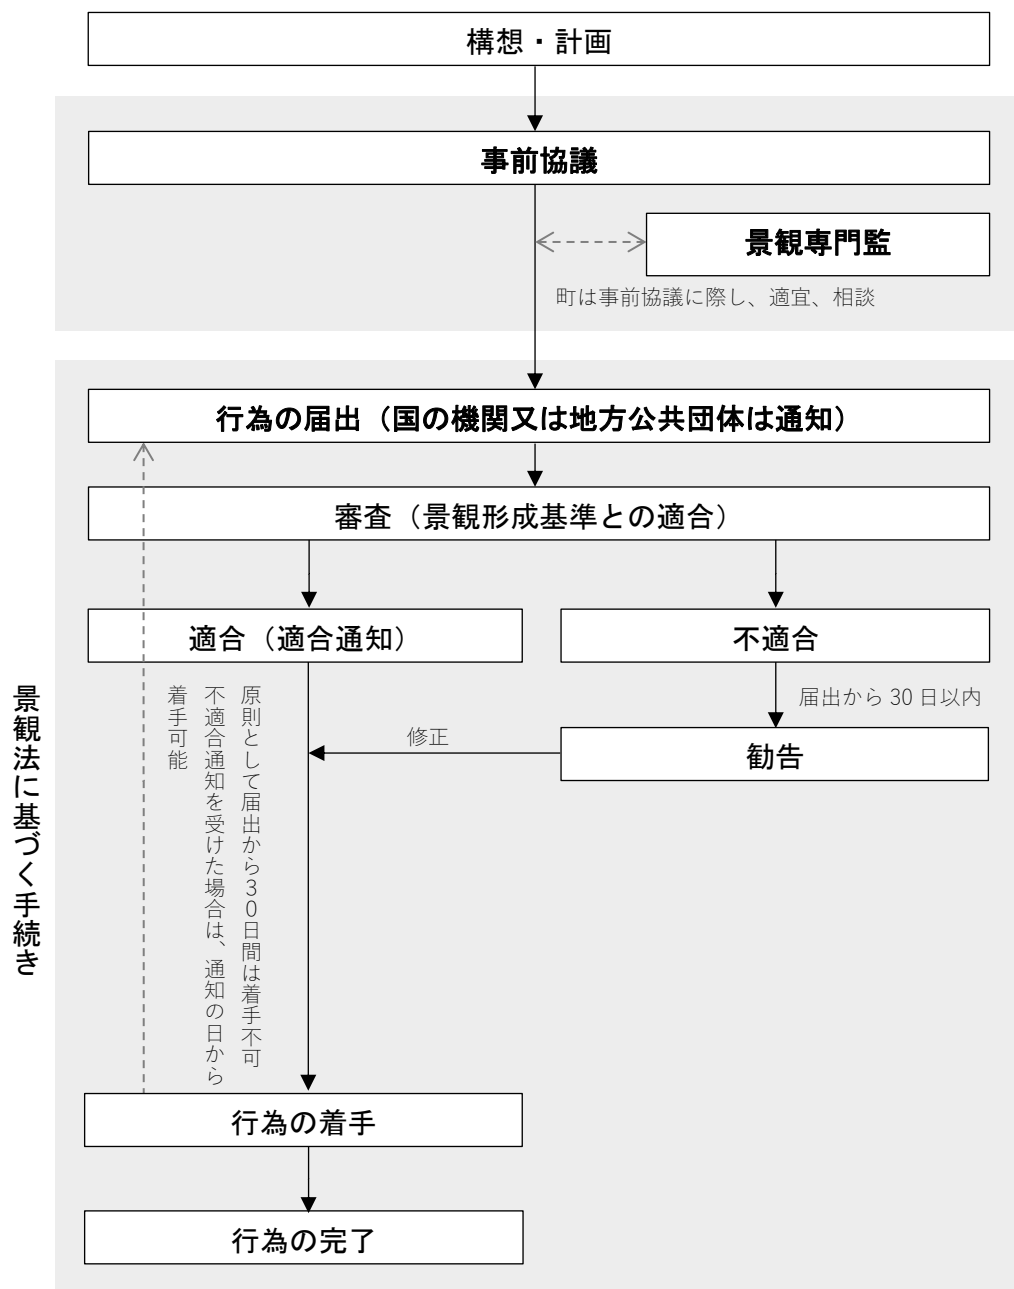 構想・計画
事前協議
景観専門監
町は事前協議に際し、適宜、相談
行為の届出（国の機関又は地方公共団体は通知）
審査（景観形成基準との適合）
適合（適合通知）
不適合
届出から 30 日以内
勧告
修正
原則として届出から３０日間は着手不可
不適合通知を受けた場合は、通知の日から
着手可能
景観法に基づく手続き
行為の着手
行為の完了